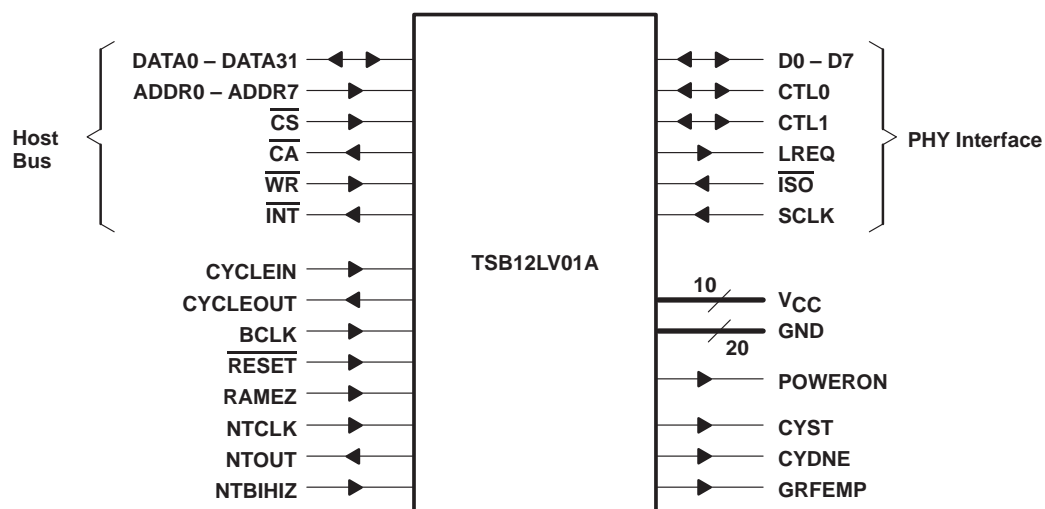 Host
Bus
DATA0 – DATA31
ADDR0 – ADDR7
CS
CA
WR
INT
CYCLEIN
CYCLEOUT
BCLK
RESET
RAMEZ
NTCLK
NTOUT
NTBIHIZ
TSB12LV01A
D0 – D7
CTL0
CTL1
LREQ
ISO
SCLK
PHY Interface
10
VCC
GND
20
POWERON
CYST
CYDNE
GRFEMP